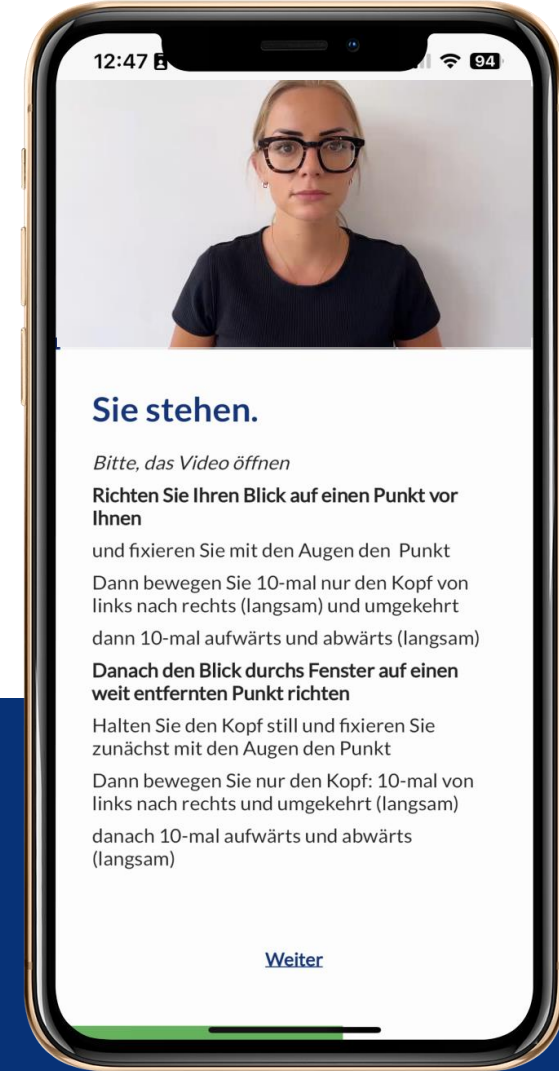 12:47
94
Sie stehen.
Bitte, das Video öffnen
Richten Sie Ihren Blick auf einen Punkt vor
Ihnen
und fixieren Sie mit den Augen den Punkt
Dann bewegen Sie 10-mal nur den Kopf von
links nach rechts (langsam) und umgekehrt
dann 10-mal aufwärts und abwärts (langsam)
Danach den Blick durchs Fenster auf einen
weit entfernten Punkt richten
Halten Sie den Kopf still und fixieren Sie
zunächst mit den Augen den Punkt
Dann bewegen Sie nur den Kopf: 10-mal von
links nach rechts und umgekehrt (langsam)
danach 10-mal aufwärts und abwärts
(langsam)
Weiter